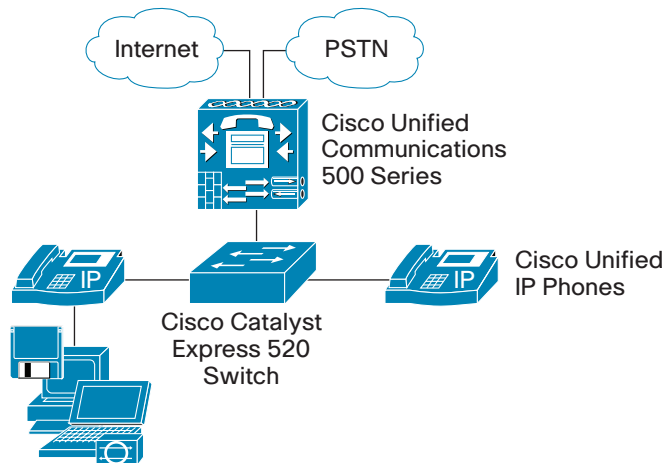 Internet
PSTN
Cisco Unified
Communications
500 Series
IP
IP
Cisco Unified
IP Phones
Cisco Catalyst
Express 520
Switch